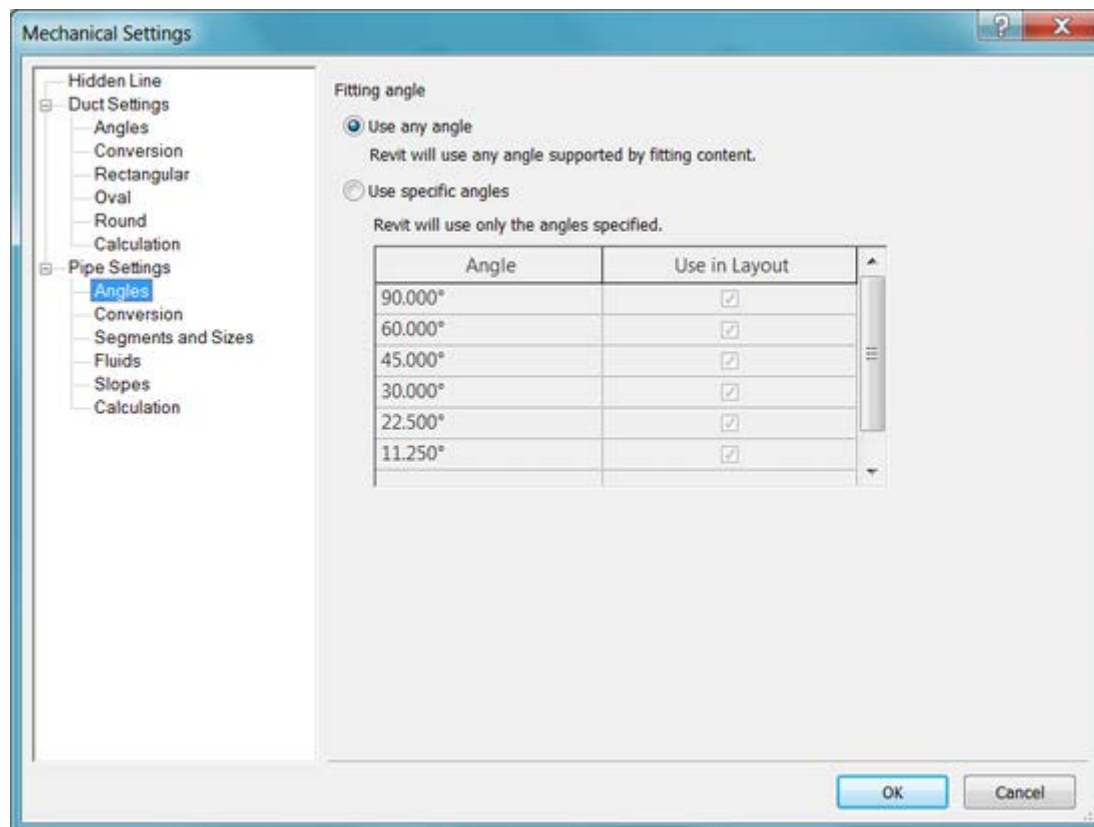 Mechanical Settings
Hidden Line
Duct Settings
Angles
Conversion
Rectangular
Oval
Round
Calculation
Pipe Settings
Angles
Conversion
Segments and Sizes
Fluids
Slopes
Calculation
Fitting angle
Use any angle
Revit will use any angle supported by fitting content.
Use specific angles
Revit will use only the angles specified.
Angle Use in Layout
90.000°
60.000°
45.000°
30.000°
22.500°
11.250°
OK Cancel